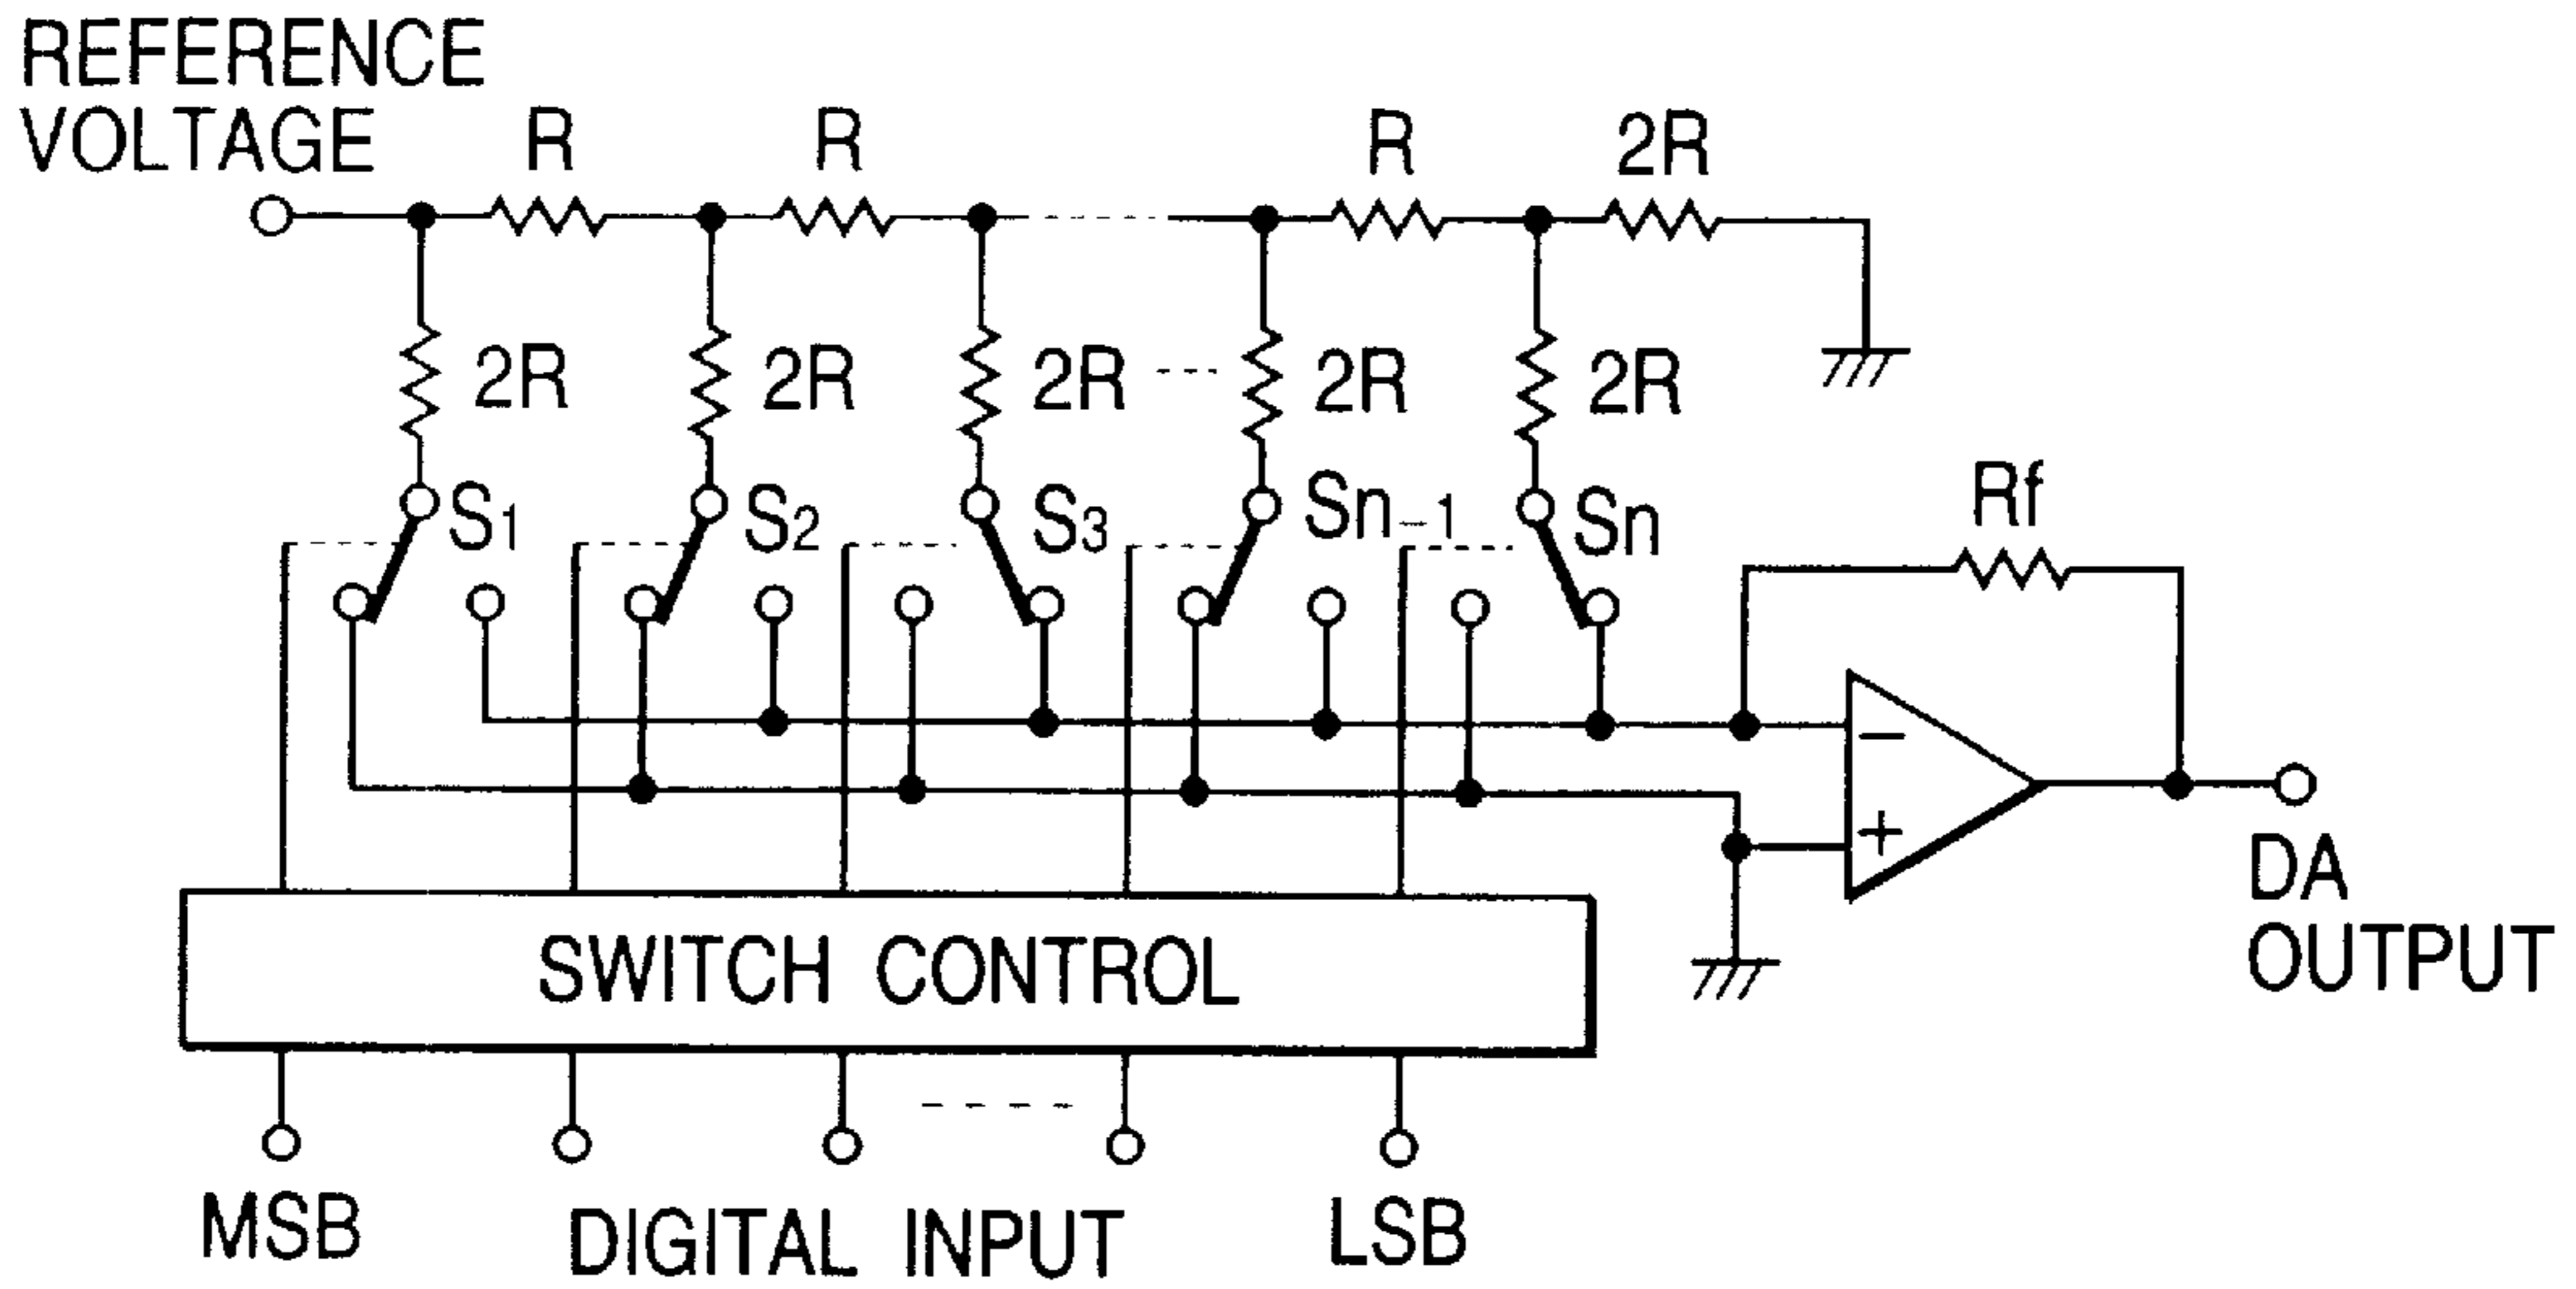 REFERENCE
VOLTAGE
R R R 2R
2R 2R 2R 2R 2R
S1 S2 S3 Sn-1 Sn
Rf
−
+
DA
OUTPUT
SWITCH CONTROL
MSB DIGITAL INPUT LSB